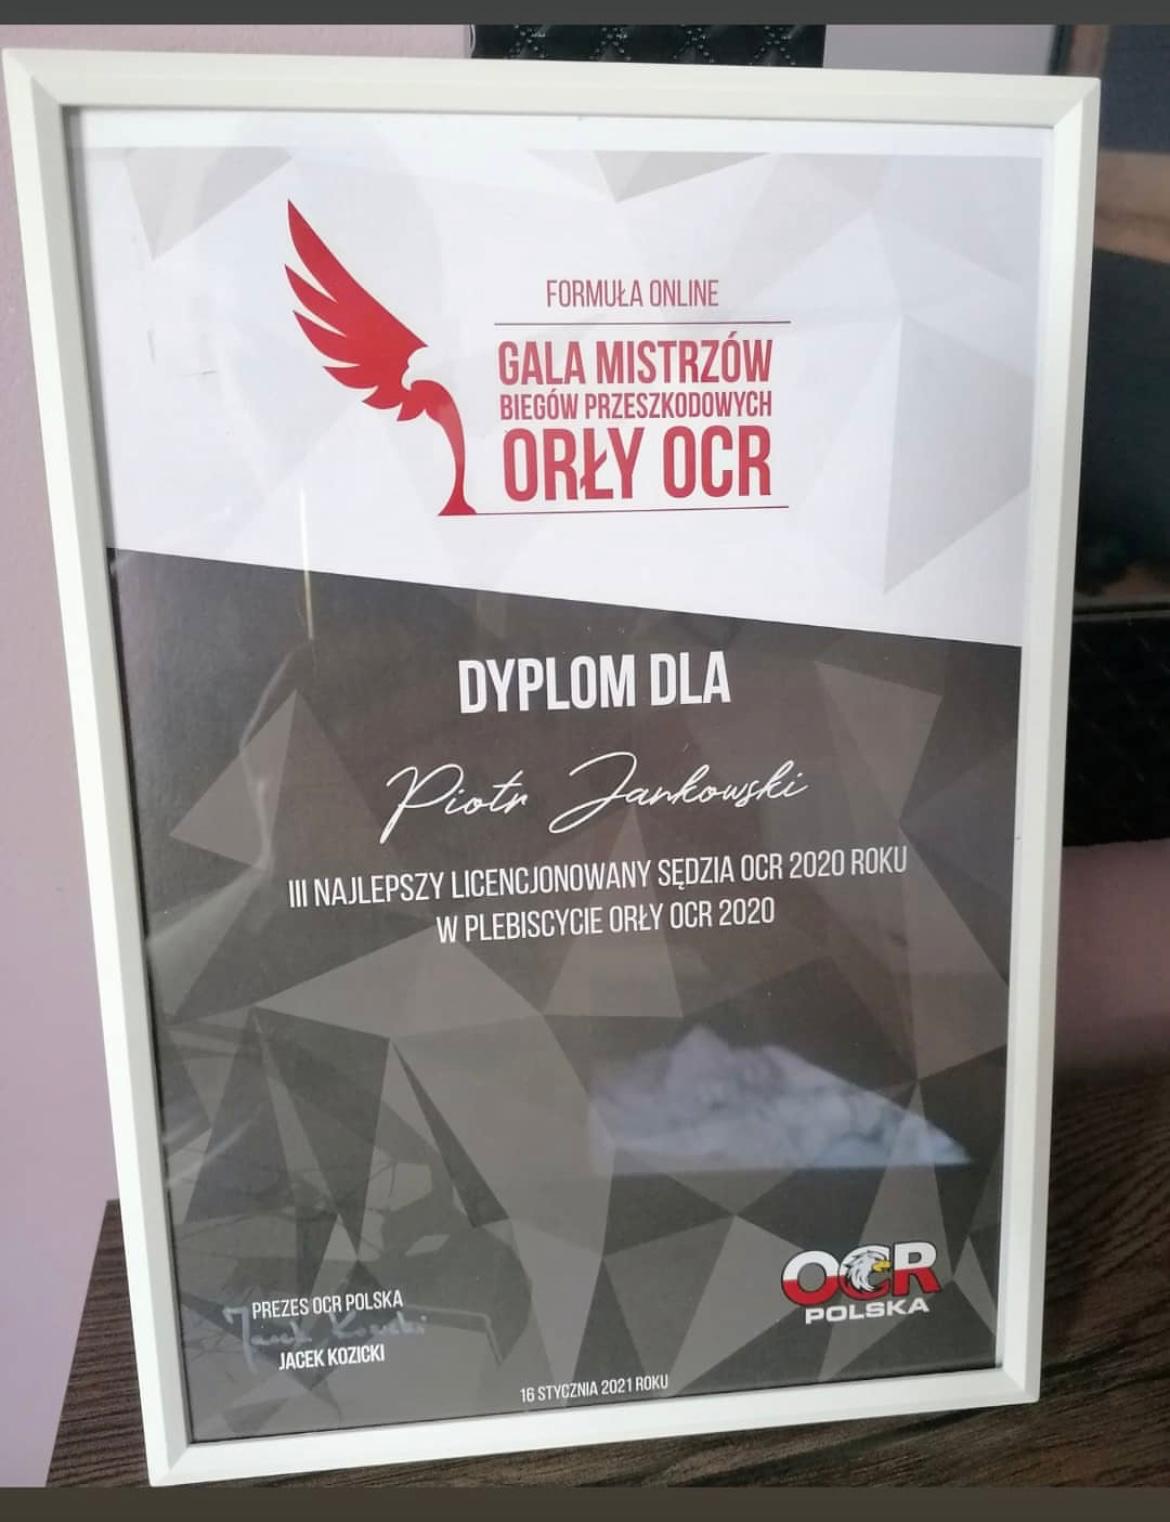 FORMUŁA ONLINE
GALA MISTRZÓW
BIEGÓW PRZESZKODOWYCH
ORŁY OCR
DYPLOM DLA
Piotr Jankowski
III NAJLEPSZY LICENCJONOWANY SĘDZIA OCR 2020 ROKU
W PLEBISCYCIE ORŁY OCR 2020
PREZES OCR POLSKA
Jacek Kozicki
JACEK KOZICKI
OCR
POLSKA
16 STYCZNIA 2021 ROKU